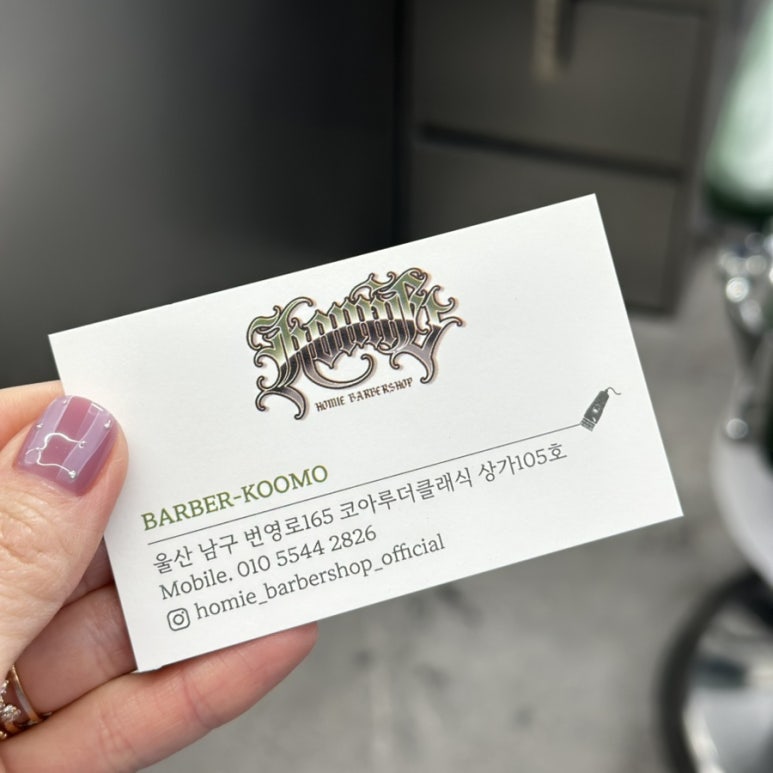 Homie
HOMIE BARBERSHOP
BARBER-KOOMO
울산 남구 번영로165 코아루더클래식 상가105호
Mobile. 010 5544 2826
homie_barbershop_official